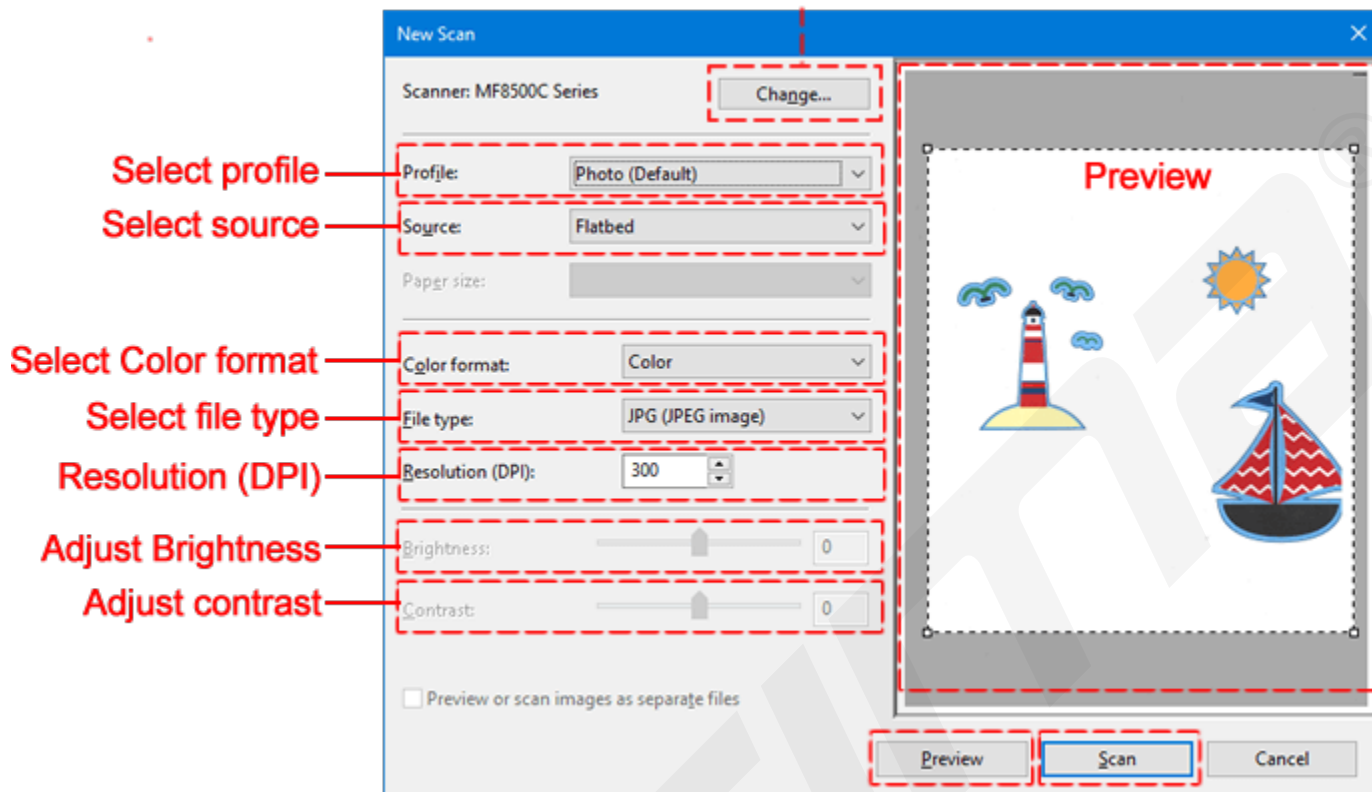 New Scan
Scanner: MF8500C Series
Change...
Select profile
Profile:
Photo (Default)
Preview
Select source
Source:
Flatbed
Paper size:
Select Color format
Color format:
Color
Select file type
File type:
JPG (JPEG image)
Resolution (DPI)
Resolution (DPI):
300
Adjust Brightness
Brightness:
0
Adjust contrast
Contrast:
0
Preview or scan images as separate files
Preview
Scan
Cancel